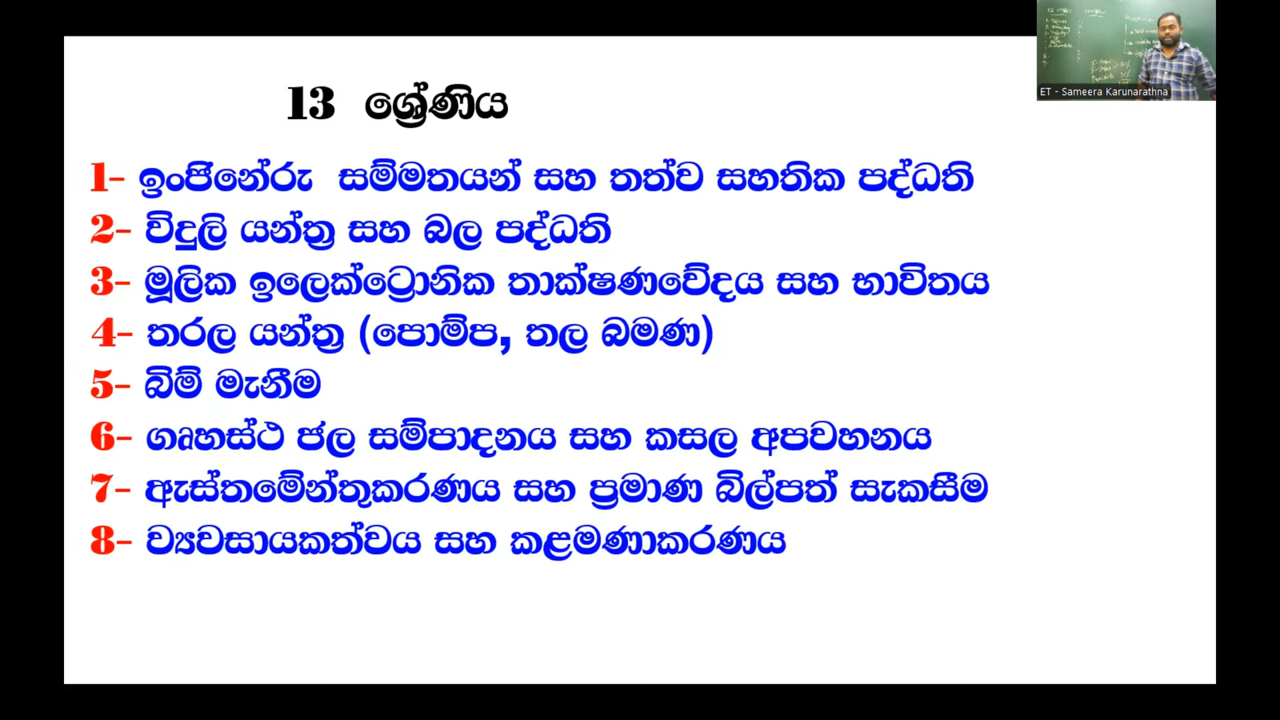 13 ශ්‍රේණිය
1- ඉංජිනේරු සම්මතයන් සහ තත්ව සහතික පද්ධති
2- විදුලි යන්ත්‍ර සහ බල පද්ධති
3- මූලික ඉලෙක්ට්‍රොනික තාක්ෂණවේදය සහ භාවිතය
4- තරල යන්ත්‍ර (පොම්ප, තල බමණ)
5- බිම් මැනීම
6- ගෘහස්ථ ජල සම්පාදනය සහ කසල අපවහනය
7- ඇස්තමේන්තුකරණය සහ ප්‍රමාණ බිල්පත් සැකසීම
8- ව්‍යවසායකත්වය සහ කළමණාකරණය
ET - Sameera Karunarathna